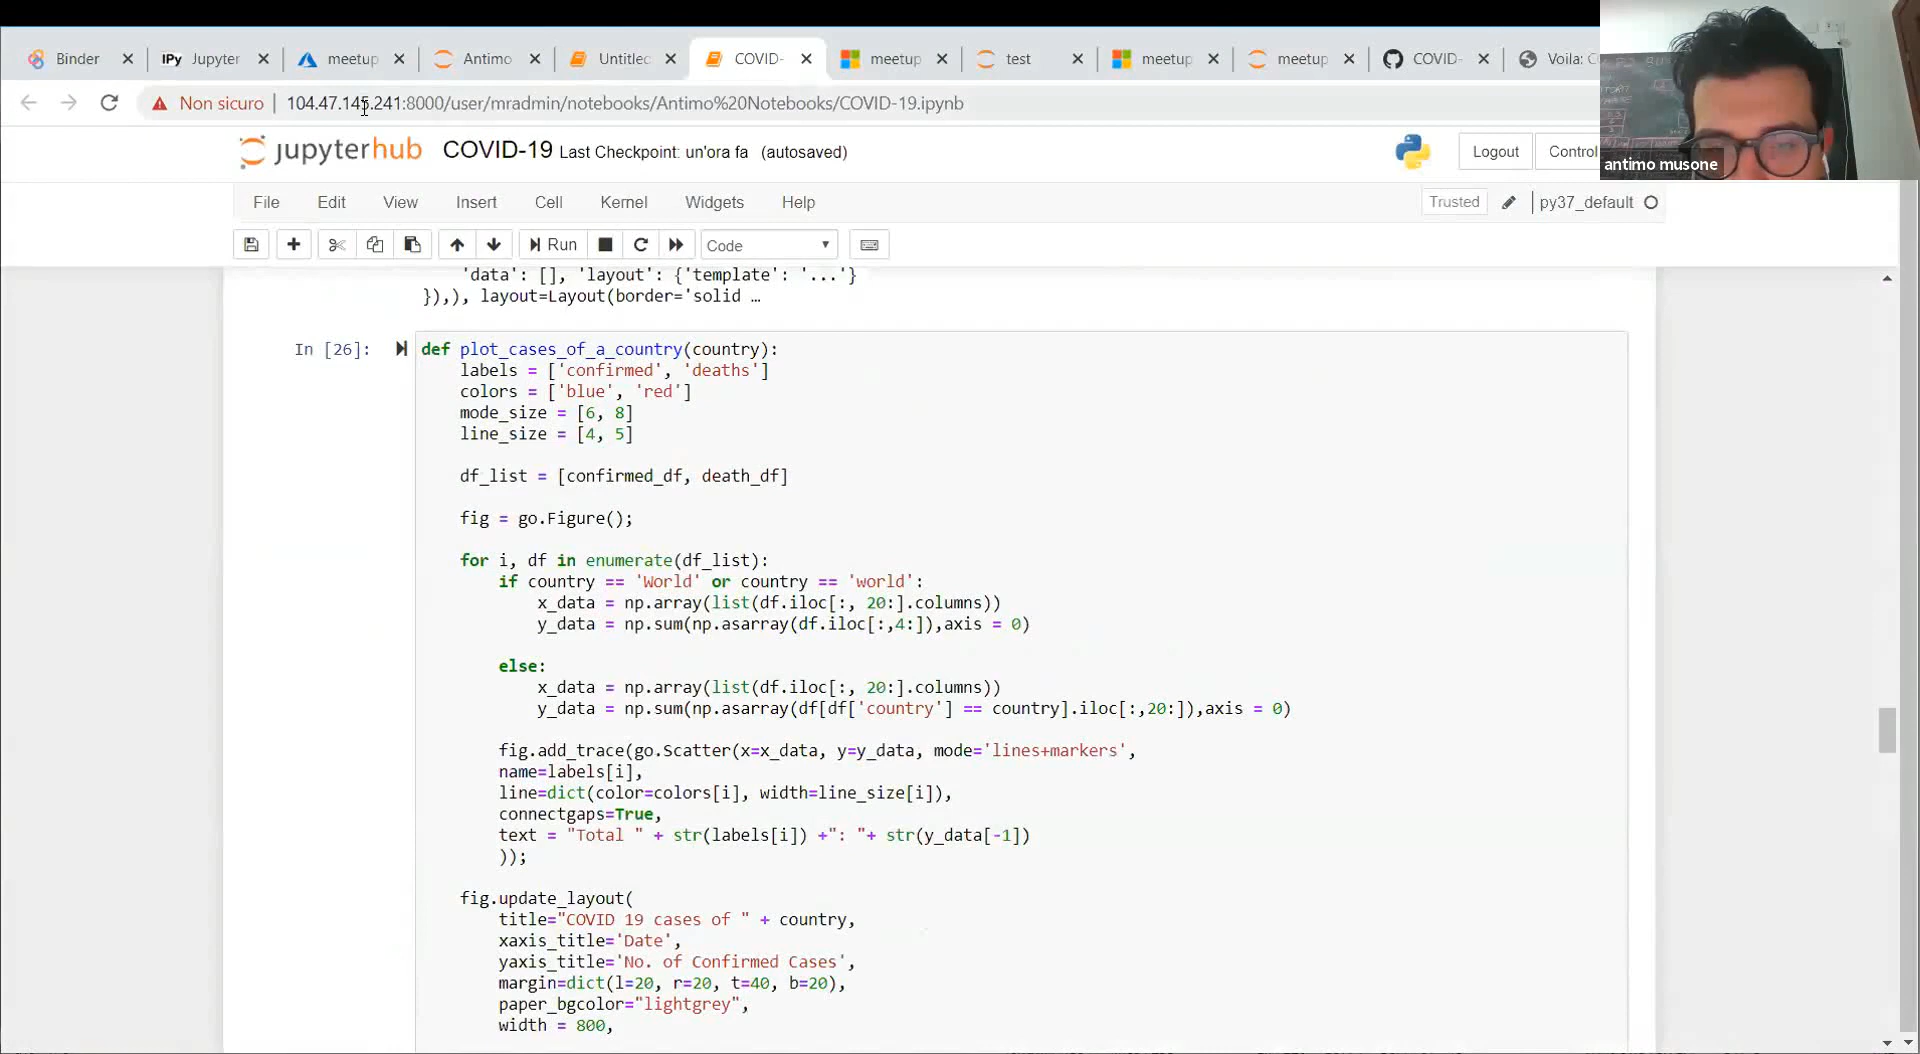 Binder
Jupyter
meetup
Antimo
Untitlec
COVID-
meetup
test
meetup
meetup
COVID-
Voila: C
Non sicuro | 104.47.145.241:8000/user/mradmin/notebooks/Antimo%20Notebooks/COVID-19.ipynb
antimo musone
jupyterhub COVID-19 Last Checkpoint: un'ora fa (autosaved)
Logout
Control
File Edit View Insert Cell Kernel Widgets Help
Trusted
py37_default
Run
Code
'data': [], 'layout': {'template': '...'}
}),), layout=Layout(border='solid …
In [26]:
def plot_cases_of_a_country(country):
labels = ['confirmed', 'deaths']
colors = ['blue', 'red']
mode_size = [6, 8]
line_size = [4, 5]
df_list = [confirmed_df, death_df]
fig = go.Figure();
for i, df in enumerate(df_list):
if country == 'World' or country == 'world':
x_data = np.array(list(df.iloc[:, 20:].columns))
y_data = np.sum(np.asarray(df.iloc[:,4:]),axis = 0)
else:
x_data = np.array(list(df.iloc[:, 20:].columns))
y_data = np.sum(np.asarray(df[df['country'] == country].iloc[:,20:]),axis = 0)
fig.add_trace(go.Scatter(x=x_data, y=y_data, mode='lines+markers',
name=labels[i],
line=dict(color=colors[i], width=line_size[i]),
connectgaps=True,
text = "Total " + str(labels[i]) +": "+ str(y_data[-1])
));
fig.update_layout(
title="COVID 19 cases of " + country,
xaxis_title='Date',
yaxis_title='No. of Confirmed Cases',
margin=dict(l=20, r=20, t=40, b=20),
paper_bgcolor="lightgrey",
width = 800,